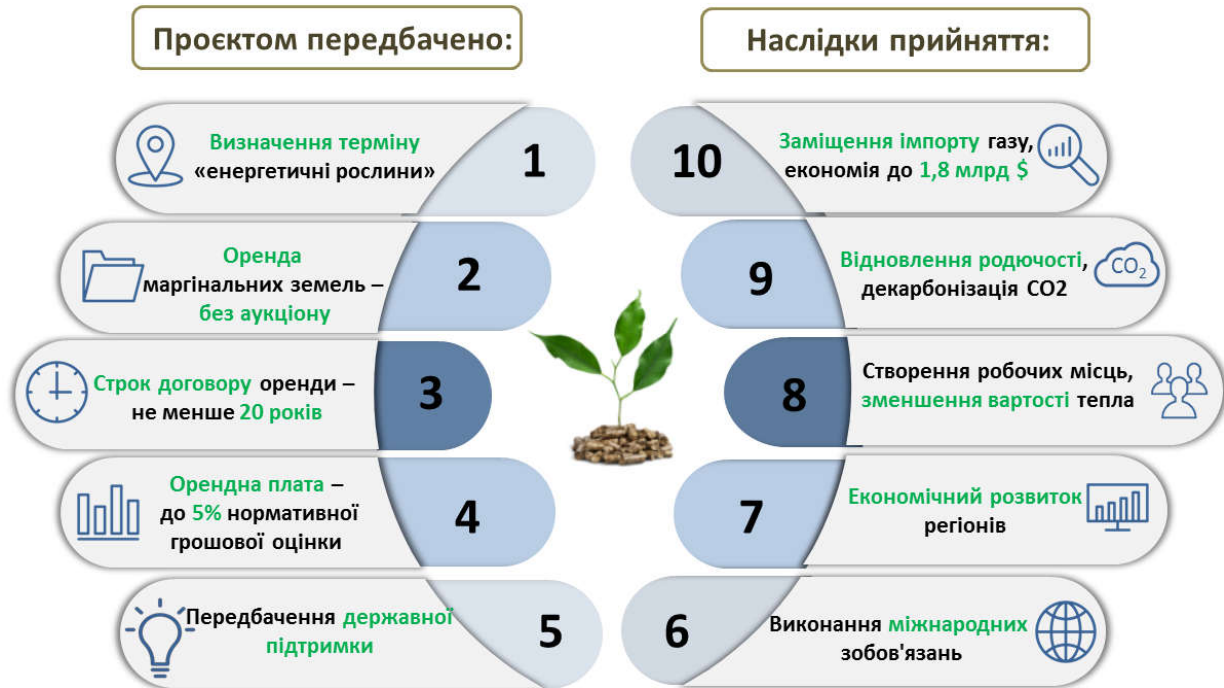 Проєктом передбачено:
1
Визначення терміну
«енергетичні рослини»
2
Оренда
маргінальних земель –
без аукціону
3
Строк договору оренди –
не менше 20 років
4
Орендна плата –
до 5% нормативної
грошової оцінки
5
Передбачення державної
підтримки
Наслідки прийняття:
10
Заміщення імпорту газу,
економія до 1,8 млрд $
9
Відновлення родючості,
декарбонізація СО2
CO₂
8
Створення робочих місць,
зменшення вартості тепла
7
Економічний розвиток
регіонів
6
Виконання міжнародних
зобов'язань